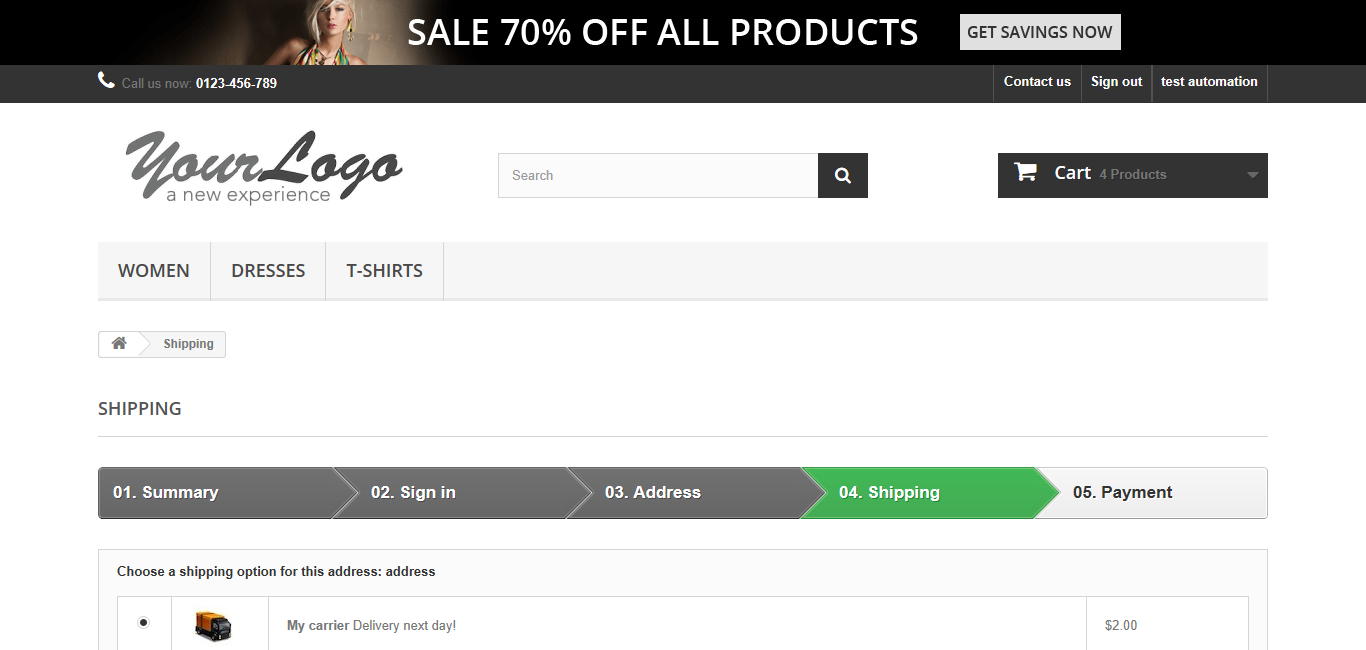 SALE 70% OFF ALL PRODUCTS GET SAVINGS NOW
Call us now: 0123-456-789 Contact us Sign out test automation
YourLogo
a new experience
Search
Cart 4 Products
WOMEN DRESSES T-SHIRTS
Shipping
SHIPPING
01. Summary 02. Sign in 03. Address 04. Shipping 05. Payment
Choose a shipping option for this address: address
My carrier Delivery next day! $2.00